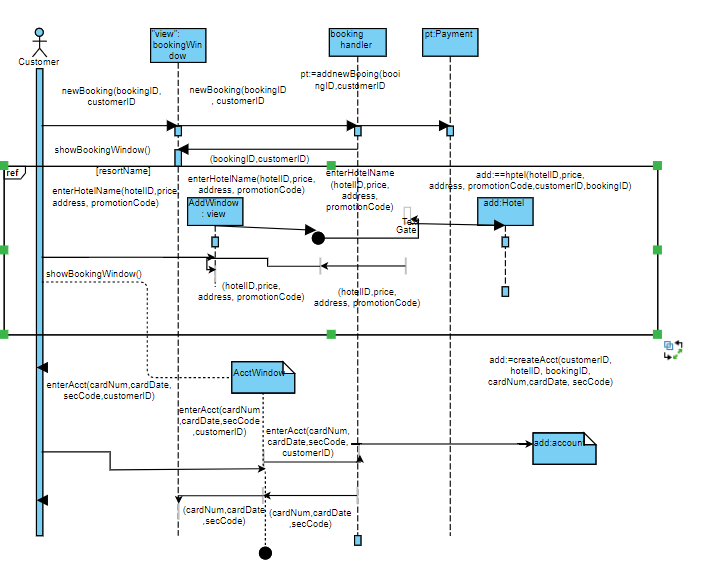 "view":
bookingWin
dow
booking
handler
pt:Payment
Customer
pt:=addnewBooing(booi
ngID,customerID
newBooking(bookingID,
customerID
newBooking(bookingID
, customerID
showBookingWindow()
(bookingID,customerID)
ref
[resortName]
enterHotelName(hotelID,price,
address, promotionCode)
enterHotelName(hotelID,price,
address, promotionCode)
enterHotelName
(hotelID,price,
address,
promotionCode)
add:==hptel(hotelID,price,
address, promotionCode,customerID,bookingID)
AddWindow
: view
Gate
add:Hotel
showBookingWindow()
(hotelID,price,
address, promotionCode)
(hotelID,price,
address, promotionCode)
add:=createAcct(customerID,
hotelID, bookingID,
cardNum,cardDate, secCode)
AcctWindow
enterAcct(cardNum,cardDate,
secCode,customerID)
enterAcct(cardNum
,cardDate,secCode
,customerID)
enterAcct(cardNum,
cardDate,secCode,
customerID)
add:account
(cardNum,cardDate
,secCode)
(cardNum,cardDate
,secCode)